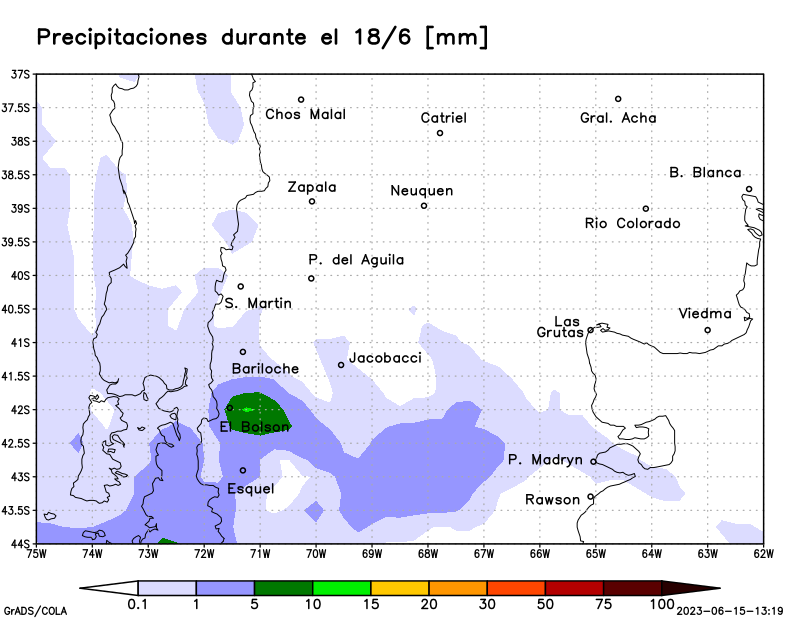 Precipitaciones durante el 18/6 [mm]
37S
37.5S
Chos Malal
Catriel
Gral. Acha
38S
38.5S
B. Blanca
Zapala
Neuquen
39S
Rio Colorado
39.5S
P. del Aguila
40S
S. Martin
40.5S
Viedma
Las
Grutas
41S
Jacobacci
Bariloche
41.5S
42S
El Bolson
42.5S
P. Madryn
43S
Esquel
Rawson
43.5S
44S
75W 74W 73W 72W 71W 70W 69W 68W 67W 66W 65W 64W 63W 62W
0.1 1 5 10 15 20 30 50 75 100
GrADS/COLA
2023-06-15-13:19